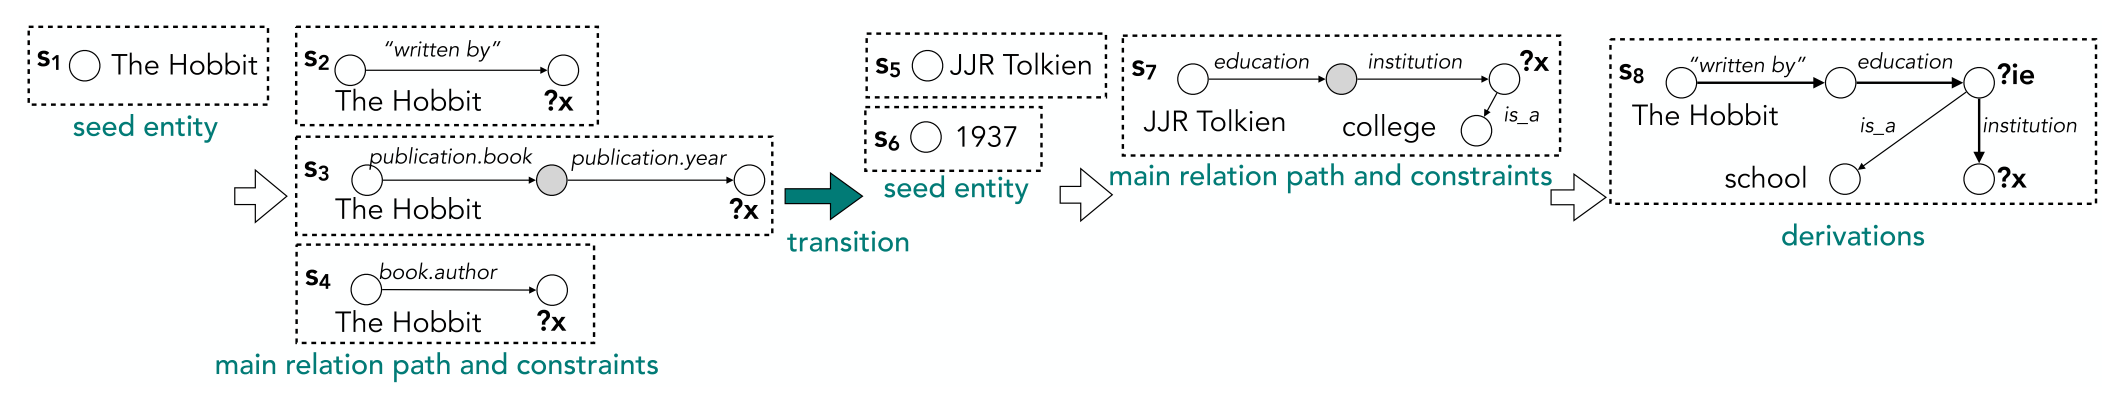 s1 The Hobbit
seed entity
s2 "written by"
The Hobbit ?x
s3 publication.book publication.year
The Hobbit ?x
s4 book.author
The Hobbit ?x
main relation path and constraints
transition
s5 JJR Tolkien
s6 1937
seed entity
s7 education institution ?x
JJR Tolkien college is_a
main relation path and constraints
s8 "written by" education ?ie
The Hobbit
is_a institution
school ?x
derivations